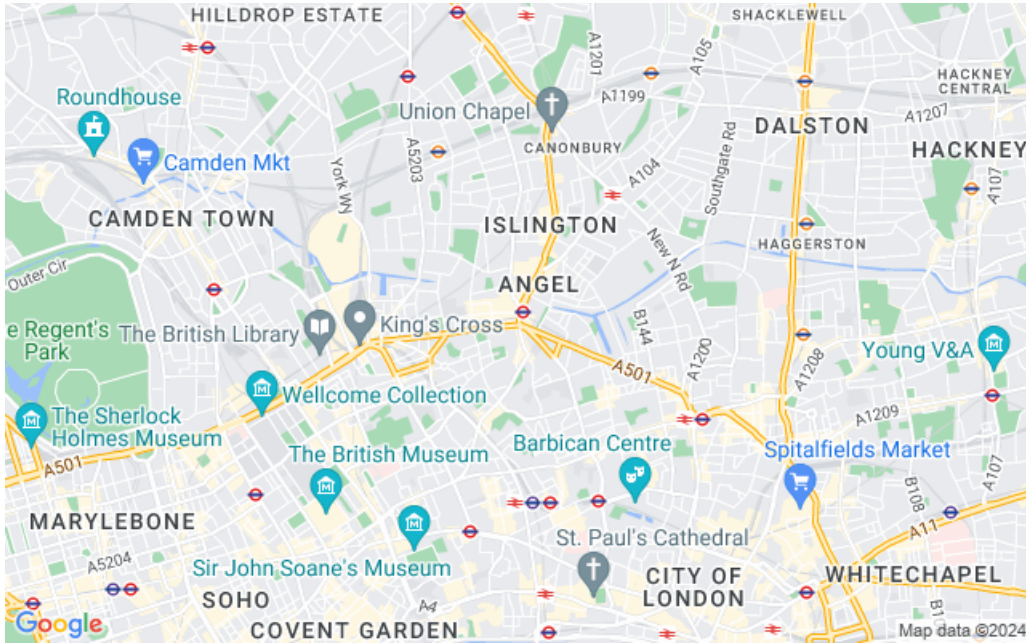 HILLDROP ESTATE
SHACKLEWELL
A1201
A105
Roundhouse
Union Chapel
A1199
HACKNEY
CENTRAL
A1207
Camden Mkt
A5203
CANONBURY
DALSTON
HACKNEY
York Wy
A104
Southgate Rd
A107
CAMDEN TOWN
ISLINGTON
HAGGERSTON
Outer Cir
New N Rd
ANGEL
The British Library
King's Cross
B144
e Regent's
Park
A501
A1200
A1208
Young V&A
Wellcome Collection
The Sherlock
Holmes Museum
A1209
A501
The British Museum
Barbican Centre
Spitalfields Market
A107
B108
MARYLEBONE
A11
St. Paul's Cathedral
A5204
Sir John Soane's Museum
CITY OF
LONDON
WHITECHAPEL
SOHO
A4
COVENT GARDEN
Google
Map data ©2024